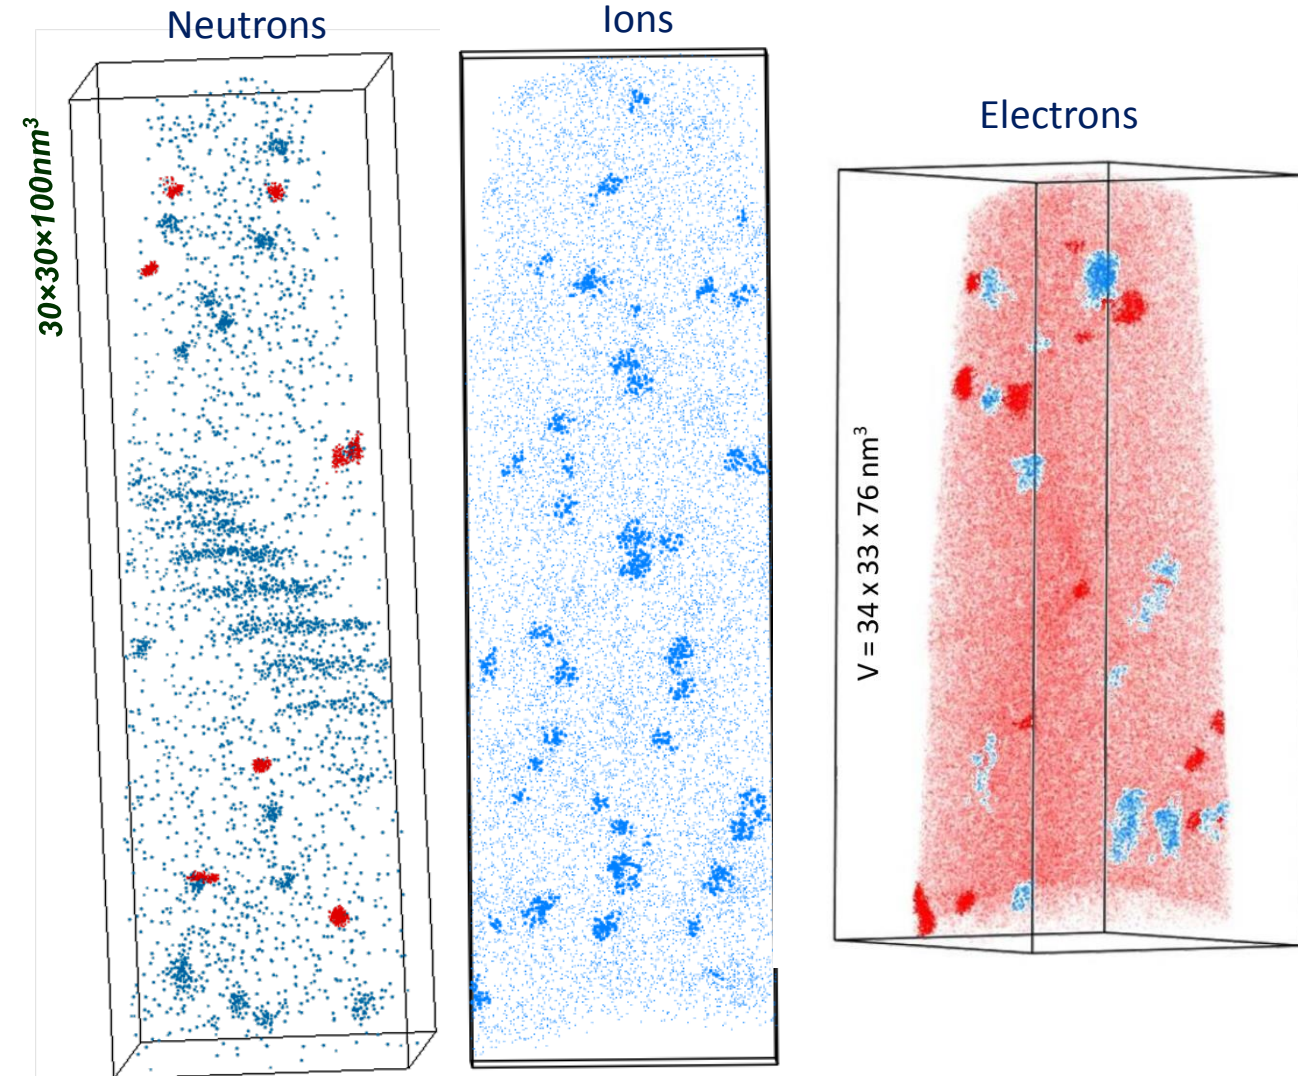 Neutrons
Ions
Electrons
30×30×100nm³
V = 34 x 33 x 76 nm³